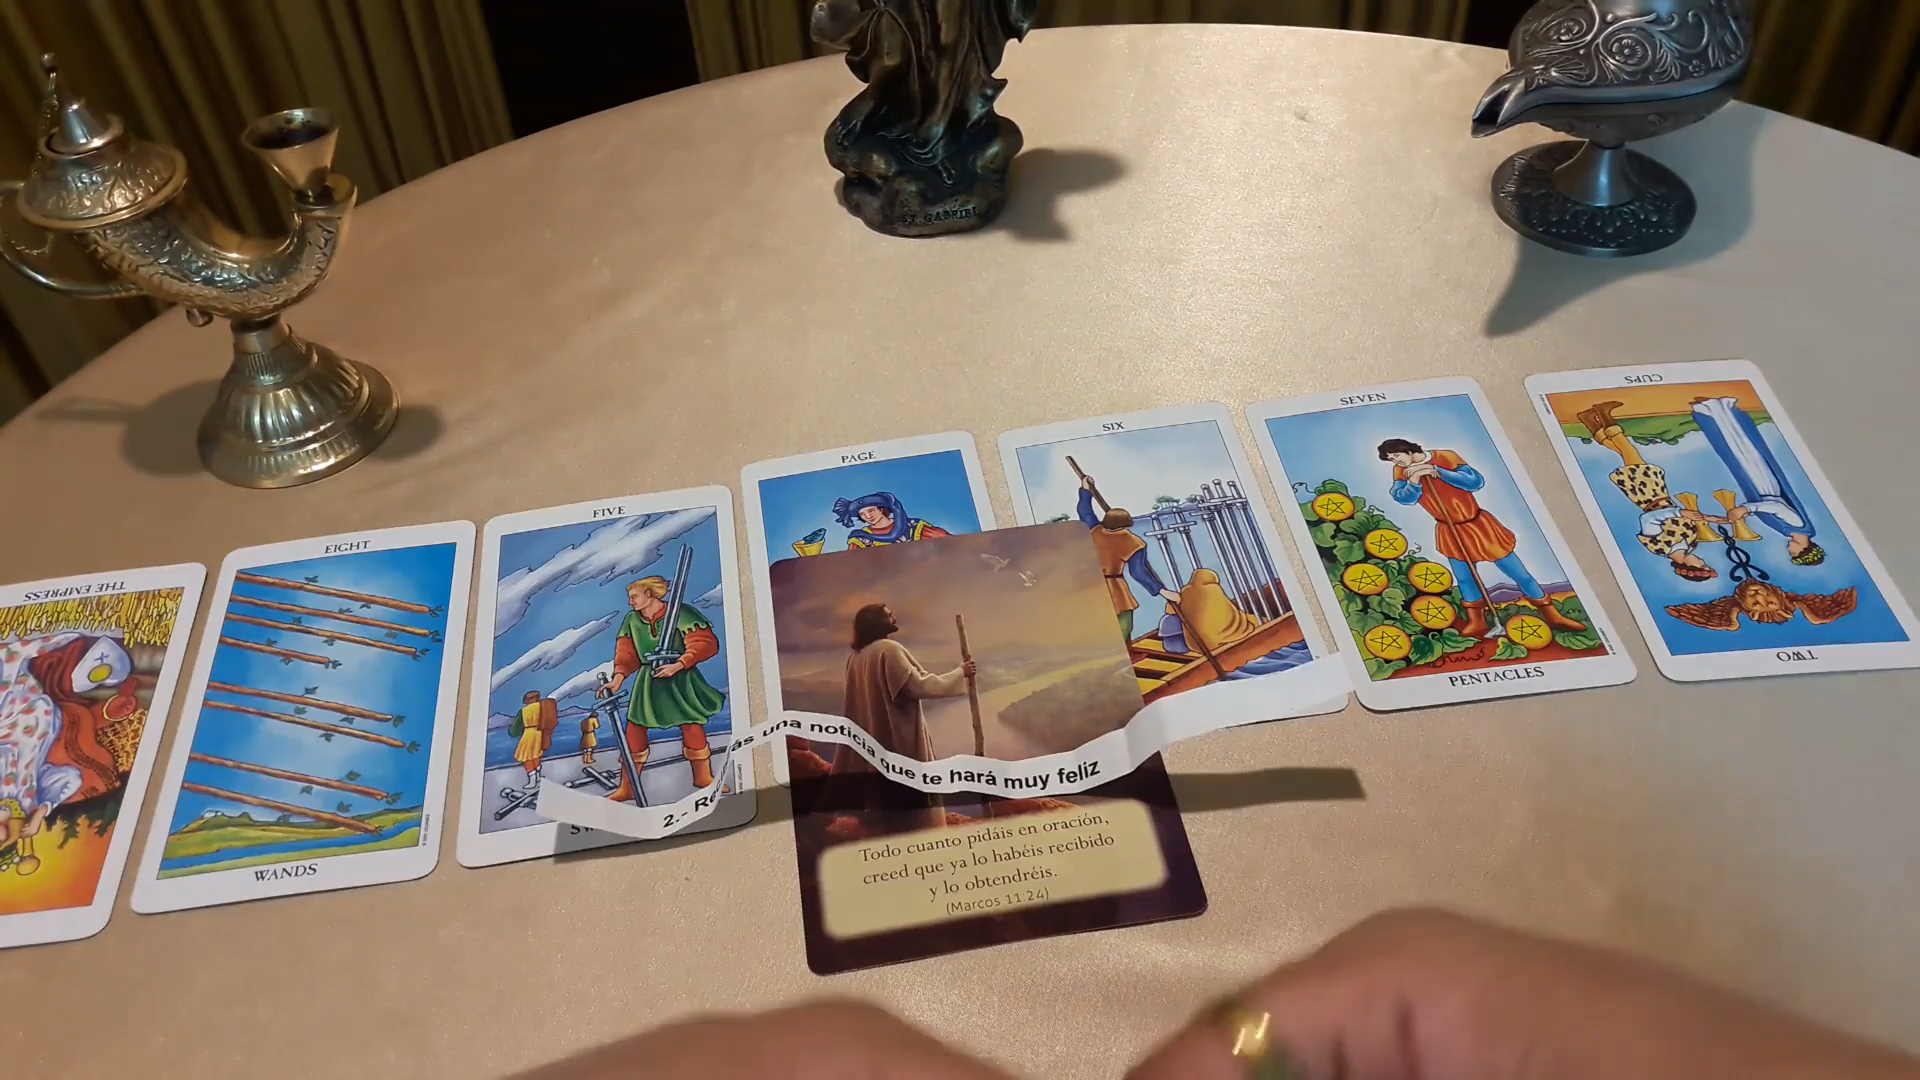 ST. GABRIEL
CUPS
TWO
SEVEN
PENTACLES
SIX
PAGE
FIVE
EIGHT
WANDS
THE EMPRESS
2.- una noticia que te hará muy feliz
Todo cuanto pidáis en oración,
creed que ya lo habéis recibido
y lo obtendréis.
(Marcos 11:24)